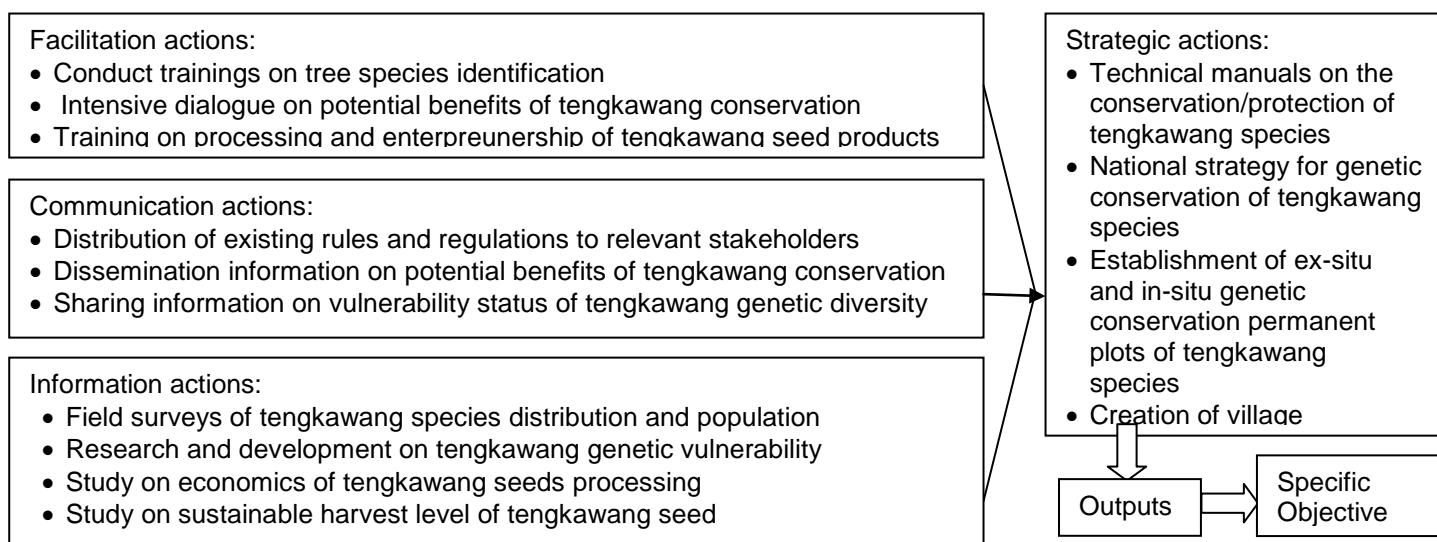 Facilitation actions:
• Conduct trainings on tree species identification
• Intensive dialogue on potential benefits of tengkawang conservation
• Training on processing and enterpreunership of tengkawang seed products
Communication actions:
• Distribution of existing rules and regulations to relevant stakeholders
• Dissemination information on potential benefits of tengkawang conservation
• Sharing information on vulnerability status of tengkawang genetic diversity
Information actions:
• Field surveys of tengkawang species distribution and population
• Research and development on tengkawang genetic vulnerability
• Study on economics of tengkawang seeds processing
• Study on sustainable harvest level of tengkawang seed
Strategic actions:
• Technical manuals on the
conservation/protection of
tengkawang species
• National strategy for genetic
conservation of tengkawang
species
• Establishment of ex-situ
and in-situ genetic
conservation permanent
plots of tengkawang
species
• Creation of village
Outputs
Specific
Objective